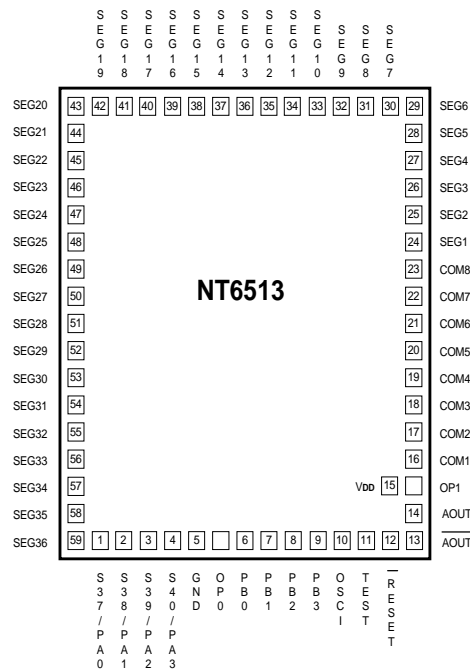 SEG19 SEG18 SEG17 SEG16 SEG15 SEG14 SEG13 SEG12 SEG11 SEG10 SEG9 SEG8 SEG7
SEG20 43 42 41 40 39 38 37 36 35 34 33 32 31 30 29 SEG6
SEG21 44 28 SEG5
SEG22 45 27 SEG4
SEG23 46 26 SEG3
SEG24 47 25 SEG2
SEG25 48 24 SEG1
SEG26 49 23 COM8
NT6513
SEG27 50 22 COM7
SEG28 51 21 COM6
SEG29 52 20 COM5
SEG30 53 19 COM4
SEG31 54 18 COM3
SEG32 55 17 COM2
SEG33 56 16 COM1
SEG34 57 VDD 15 OP1
SEG35 58 14 AOUT
SEG36 59 1 2 3 4 5 6 7 8 9 10 11 12 13 AOUT
S37/PA0 S38/PA1 S39/PA2 S40/PA3 GND OP0 PB0 PB1 PB2 PB3 OSCI TEST RESET